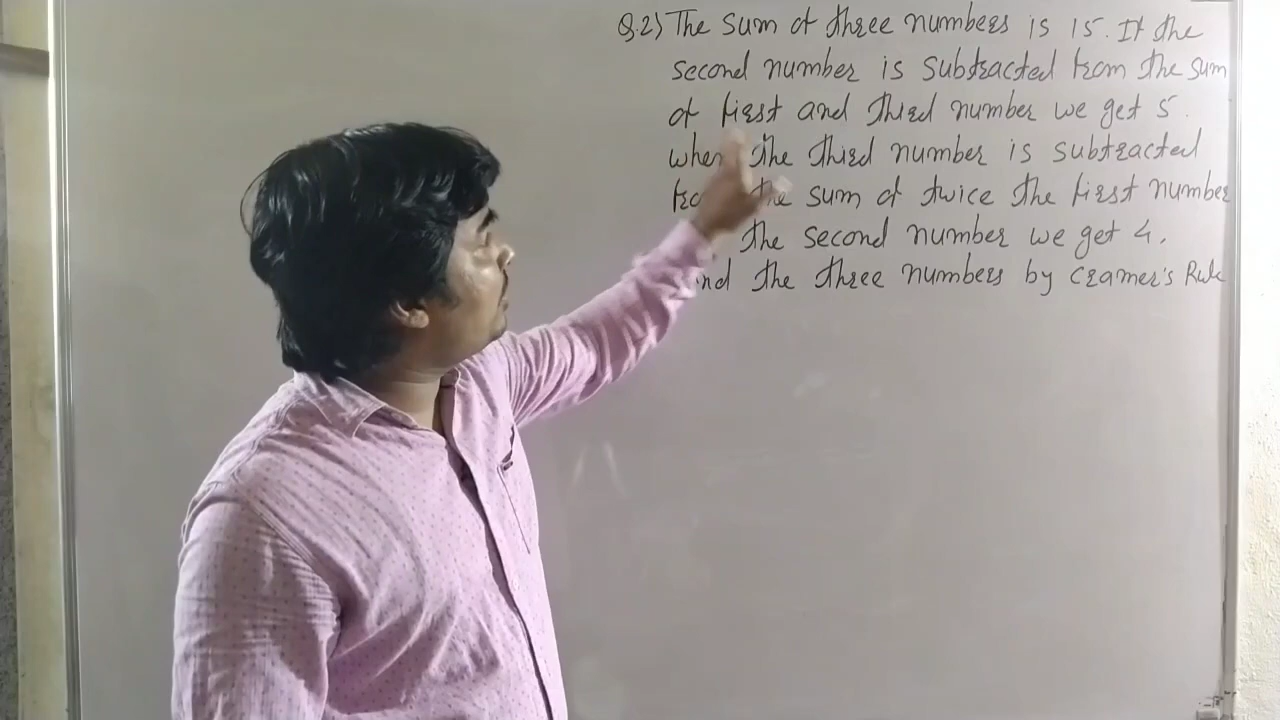 Q.2) The sum of three numbers is 15. If the
second number is subtracted from the sum
of first and third number we get 5.
when the third number is subtracted
the sum of twice the first number
the second number we get 4.
the three numbers by Cramer's Rule